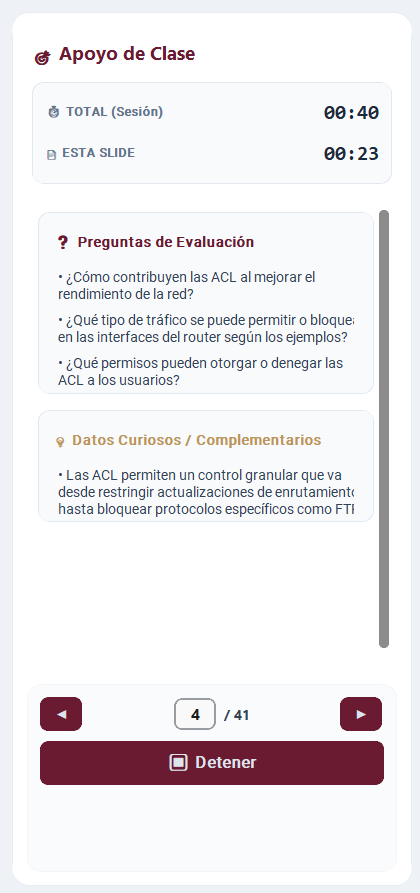 Apoyo de Clase
TOTAL (Sesión) 00:40
ESTA SLIDE 00:23
? Preguntas de Evaluación
• ¿Cómo contribuyen las ACL al mejorar el
rendimiento de la red?
• ¿Qué tipo de tráfico se puede permitir o bloquea
en las interfaces del router según los ejemplos?
• ¿Qué permisos pueden otorgar o denegar las
ACL a los usuarios?
Datos Curiosos / Complementarios
• Las ACL permiten un control granular que va
desde restringir actualizaciones de enrutamiento
hasta bloquear protocolos específicos como FTP
4 / 41
Detener